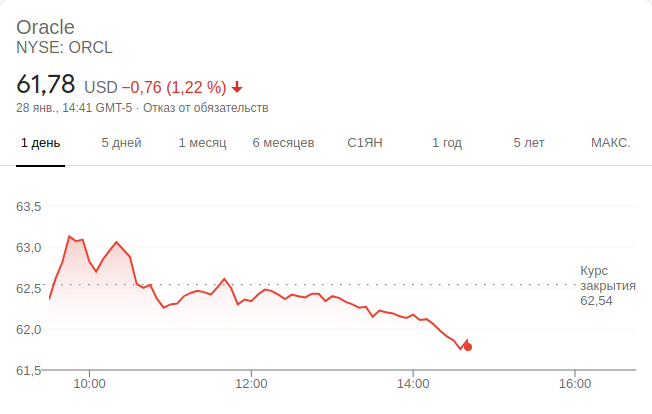 Oracle
NYSE: ORCL
61,78 USD −0,76 (1,22 %)
28 янв., 14:41 GMT-5 · Отказ от обязательств
1 день 5 дней 1 месяц 6 месяцев С1ЯН 1 год 5 лет МАКС.
63,5
63,0
62,5
62,0
61,5
Курс
закрытия
62,54
10:00 12:00 14:00 16:00